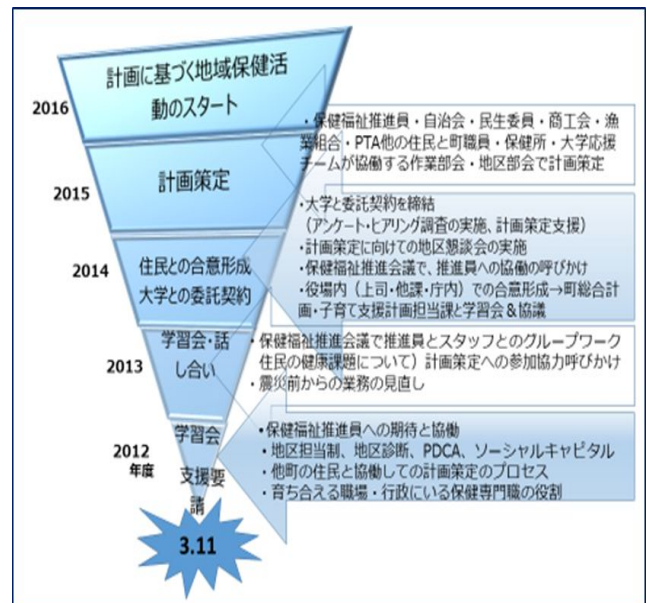 計画に基づく地域保健活
動のスタート
2016
・保健福祉推進員・自治会・民生委員・商工会・漁
業組合・PTA他の住民と町職員・保健所・大学応援
チームが協働する作業部会・地区部会で計画策定
計画策定
2015
・大学と委託契約を締結
（アンケート・ヒアリング調査の実施、計画策定支援）
・計画策定に向けての地区懇談会の実施
・保健福祉推進会議で、推進員への協働の呼びかけ
・役場内（上司・他課・庁内）での合意形成→町総合計
画・子育て支援計画担当課と学習会＆協議
2014
住民との合意形成
大学との委託契約
学習会・話
し合い
2013
・保健福祉推進会議で推進員とスタッフとのグループワーク
住民の健康課題について）計画策定への参加協力呼びかけ
・震災前からの業務の見直し
2012
年度
学習会
支援要
請
・保健福祉推進員への期待と協働
・地区担当制、地区診断、PDCA、ソーシャルキャピタル
・他町の住民と協働しての計画策定のプロセス
・育ち合える職場・行政にいる保健専門職の役割
3.11